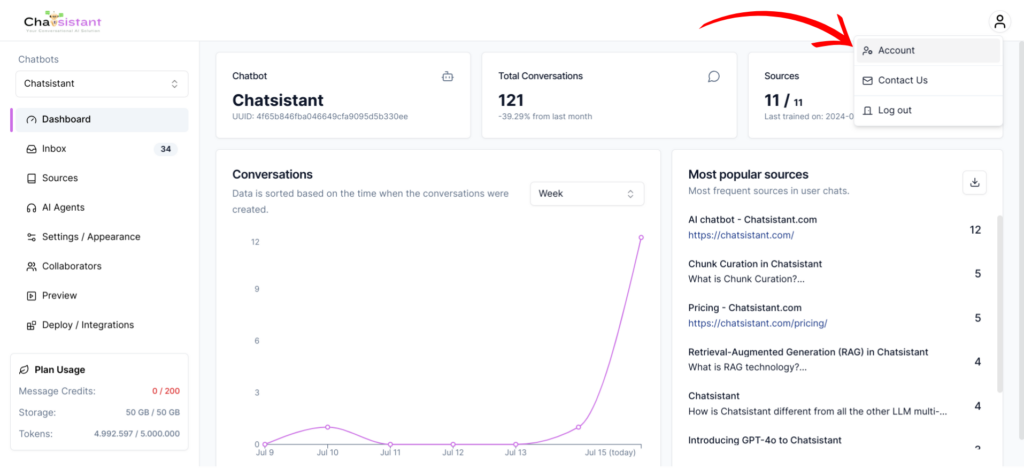 Chatsistant
Your Conversational AI Solution
Account
Contact Us
Log out
Chatbots
Chatsistant
Dashboard
Inbox 34
Sources
AI Agents
Settings / Appearance
Collaborators
Preview
Deploy / Integrations
Plan Usage
Message Credits: 0 / 200
Storage: 50 GB / 50 GB
Tokens: 4.992.597 / 5.000.000
Chatbot
Chatsistant
UUID: 4f65b846fba046649cfa9095d5b330ee
Total Conversations
121
-39.29% from last month
Sources
11 / 11
Last trained on: 2024-0
Conversations
Data is sorted based on the time when the conversations were
created.
Week
12
9
6
3
0
Jul 9 Jul 10 Jul 11 Jul 12 Jul 13 Jul 15 (today)
Most popular sources
Most frequent sources in user chats.
AI chatbot - Chatsistant.com
https://chatsistant.com/ 12
Chunk Curation in Chatsistant
What is Chunk Curation?... 5
Pricing - Chatsistant.com
https://chatsistant.com/pricing/ 5
Retrieval-Augmented Generation (RAG) in Chatsistant
What is RAG technology?... 4
Chatsistant
How is Chatsistant different from all the other LLM multi-... 4
Introducing GPT-4o to Chatsistant